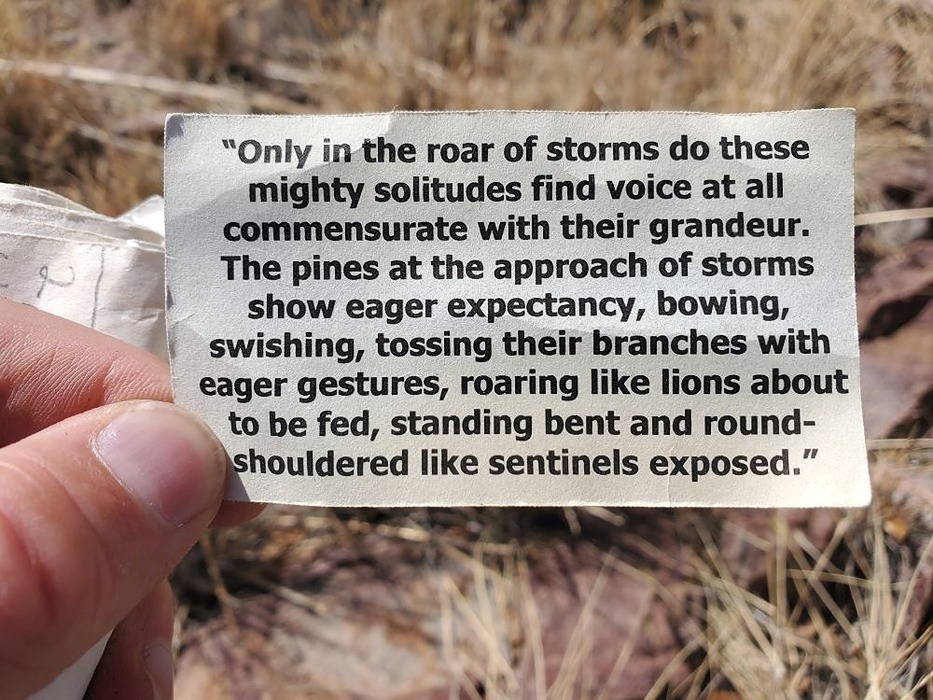 “Only in the roar of storms do these
mighty solitudes find voice at all
commensurate with their grandeur.
The pines at the approach of storms
show eager expectancy, bowing,
swishing, tossing their branches with
eager gestures, roaring like lions about
to be fed, standing bent and round-
shouldered like sentinels exposed.”